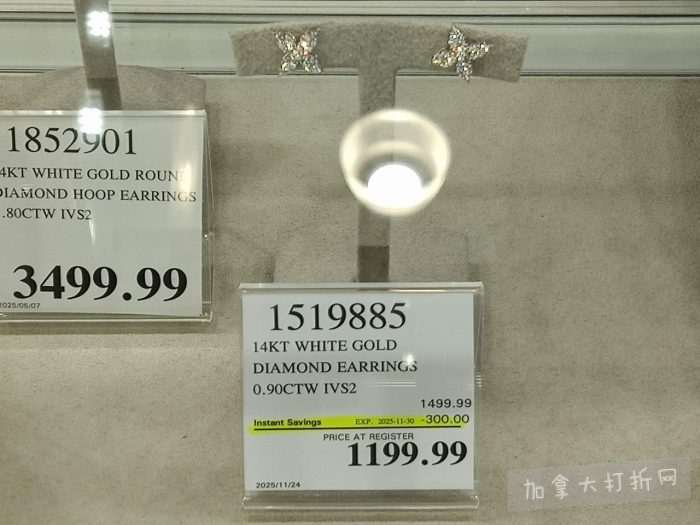 1852901
4KT WHITE GOLD ROUN
DIAMOND HOOP EARRINGS
.80CTW IVS2
3499.99
2025/05/07
1519885
14KT WHITE GOLD
DIAMOND EARRINGS
0.90CTW IVS2
1499.99
Instant Savings EXP. 2025-11-30 -300.00
PRICE AT REGISTER
1199.99
2025/11/24
加拿大打折网